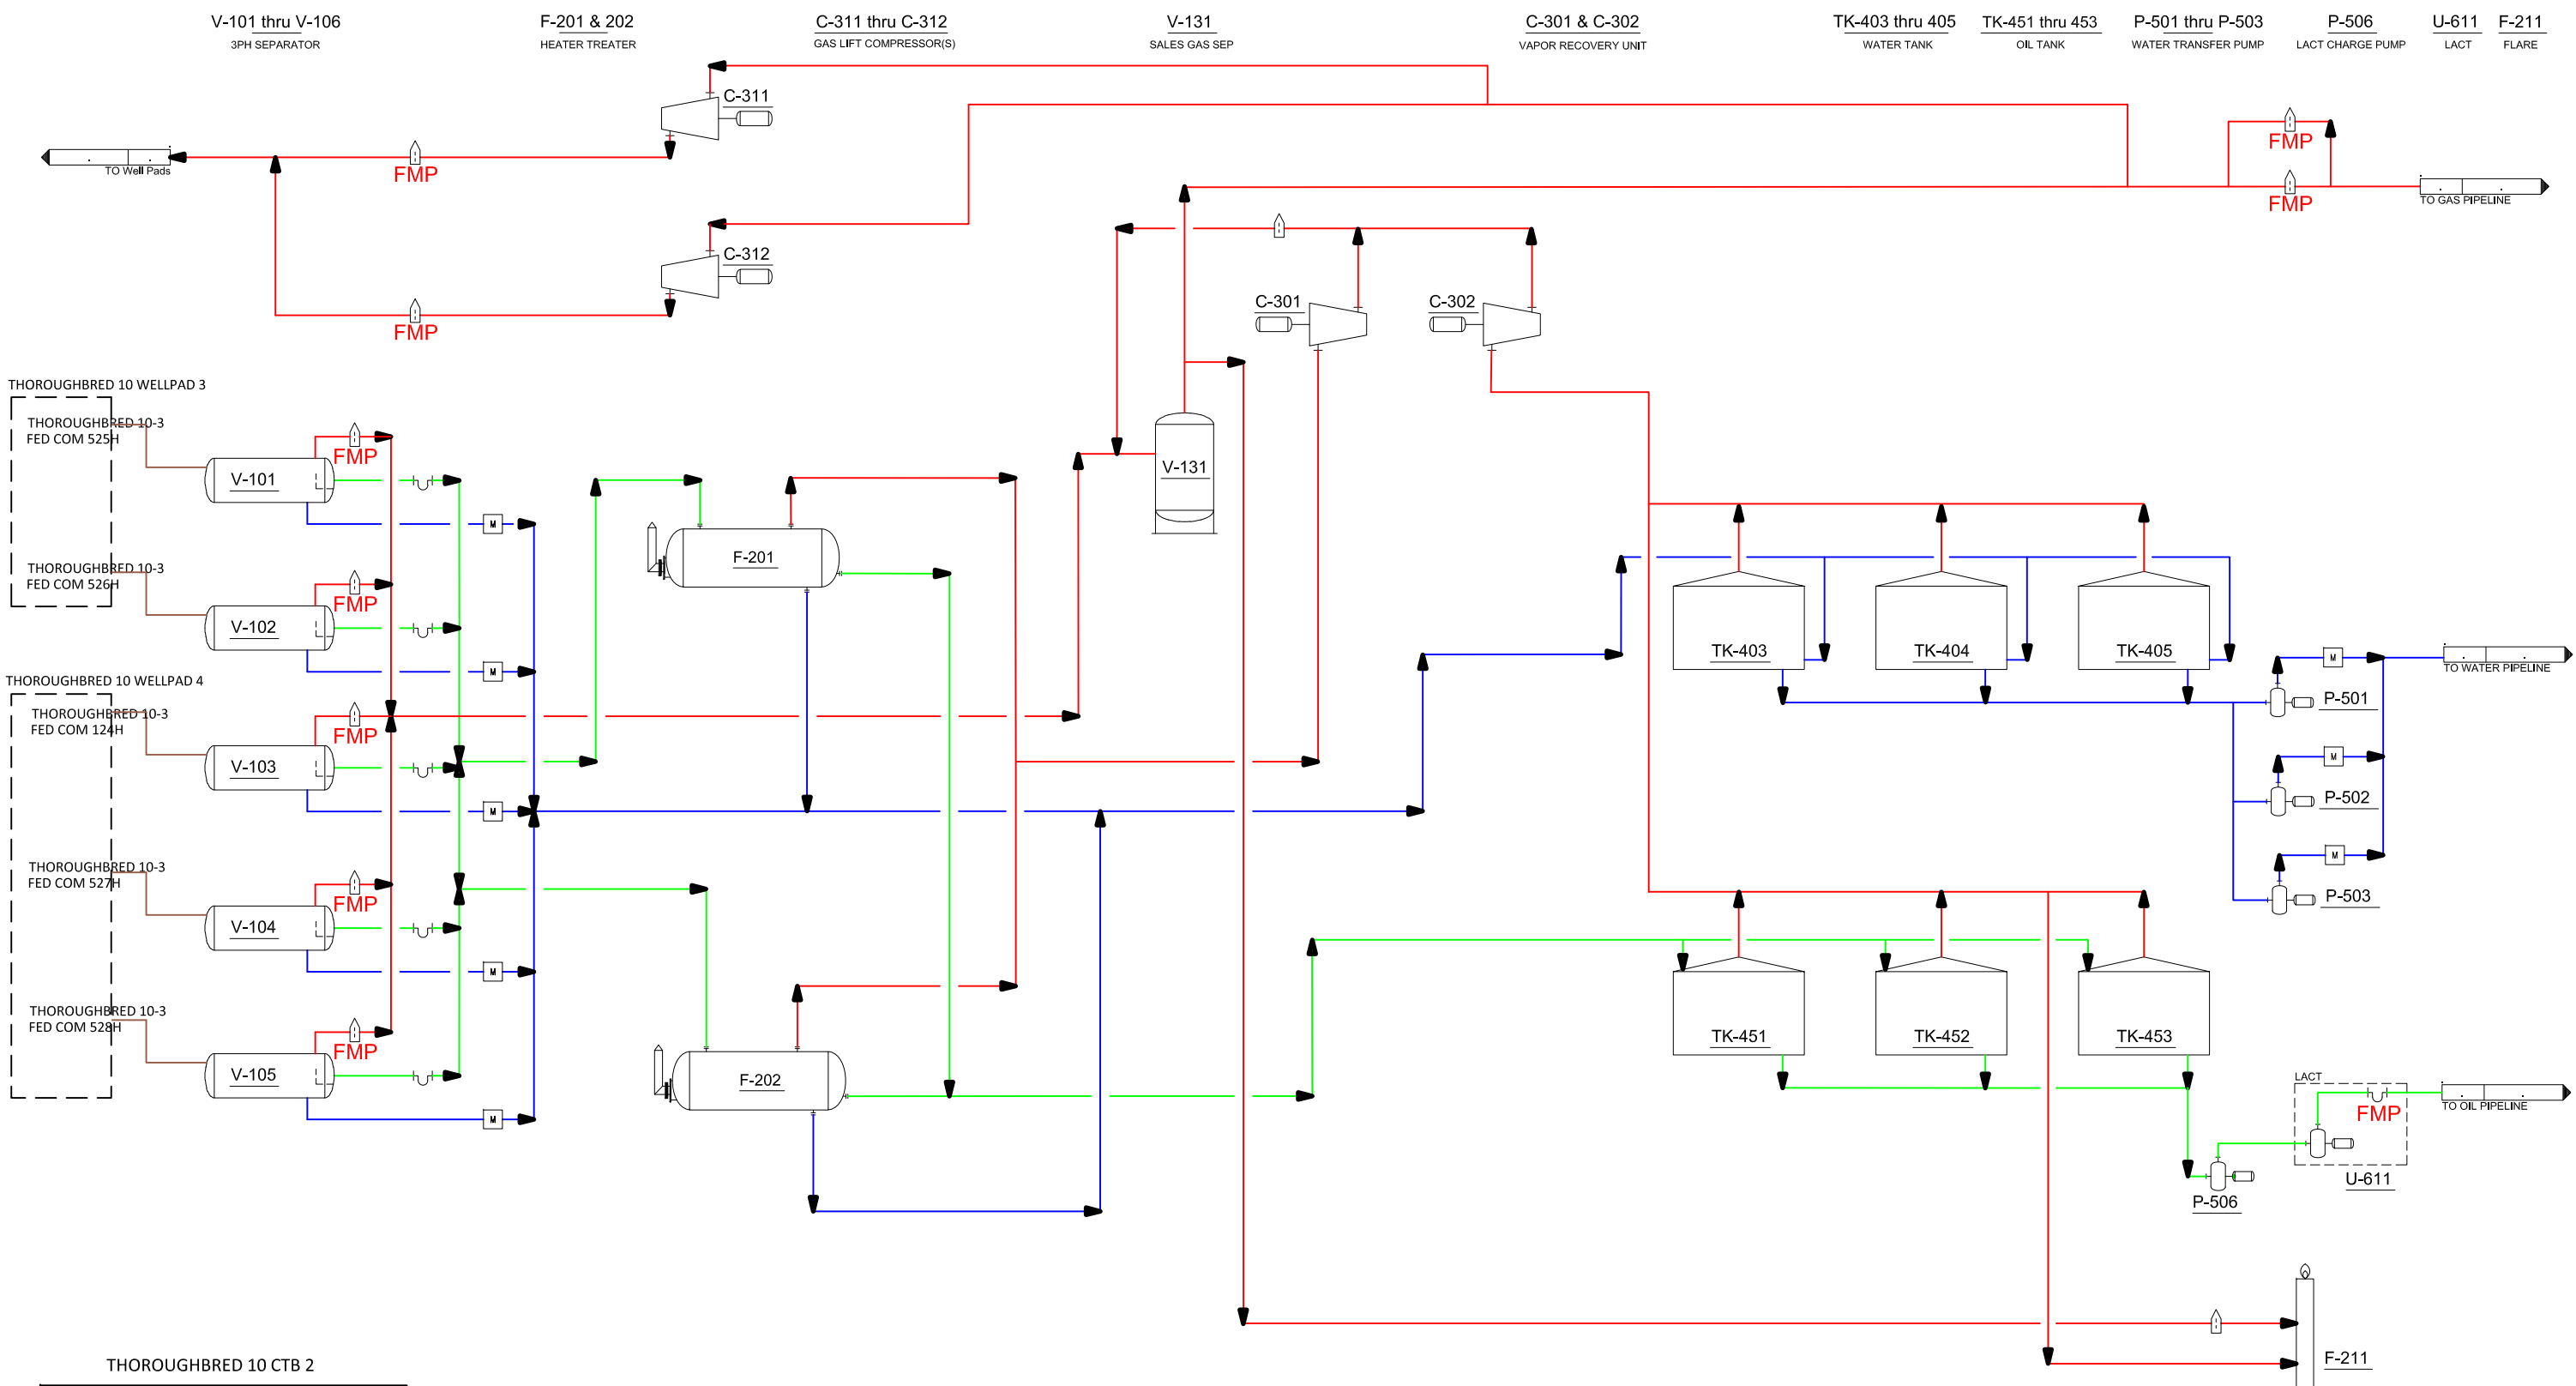 V-101 thru V-106
3PH SEPARATOR
F-201 & 202
HEATER TREATER
C-311 thru C-312
GAS LIFT COMPRESSOR(S)
V-131
SALES GAS SEP
C-301 & C-302
VAPOR RECOVERY UNIT
TK-403 thru 405
WATER TANK
TK-451 thru 453
OIL TANK
P-501 thru P-503
WATER TRANSFER PUMP
P-506
LACT CHARGE PUMP
U-611
LACT
F-211
FLARE
C-311
FMP
TO Well Pads
FMP
FMP
FMP
TO GAS PIPELINE
C-312
FMP
C-301
C-302
THOROUGHBRED 10 WELLPAD 3
THOROUGHBRED 10-3
FED COM 525H
FMP
V-101
M
V-131
THOROUGHBRED 10-3
FED COM 526H
FMP
V-102
M
F-201
TK-403
TK-404
TK-405
M
TO WATER PIPELINE
P-501
THOROUGHBRED 10 WELLPAD 4
THOROUGHBRED 10-3
FED COM 124H
FMP
V-103
M
M
P-502
M
P-503
THOROUGHBRED 10-3
FED COM 527H
FMP
V-104
M
THOROUGHBRED 10-3
FED COM 528H
FMP
V-105
M
F-202
TK-451
TK-452
TK-453
LACT
FMP
TO OIL PIPELINE
U-611
P-506
F-211
THOROUGHBRED 10 CTB 2